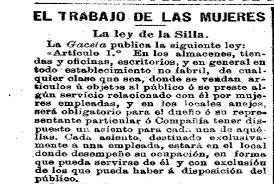 EL TRABAJO DE LAS MUJERES
La ley de la Silla.
La Gaceta publica la siguiente ley:
«Artículo 1.º En los almacenes, tiendas y oficinas, escritorios, y en general en todo establecimiento no fabril, de cualquier clase que sea, donde se vendan artículos ú objetos al público ó se preste algún servicio relacionado con él por mujeres empleadas, y en los locales anejos, será obligatorio para el dueño ó su representante particular ó Compañía tener dispuesto un asiento para cada una de aquéllas. Cada asiento, destinado exclusivamente á una empleada, estará en el local donde desempeñe su ocupación, en forma que pueda servirse de él y con exclusión de los que pueda haber á disposición del público.